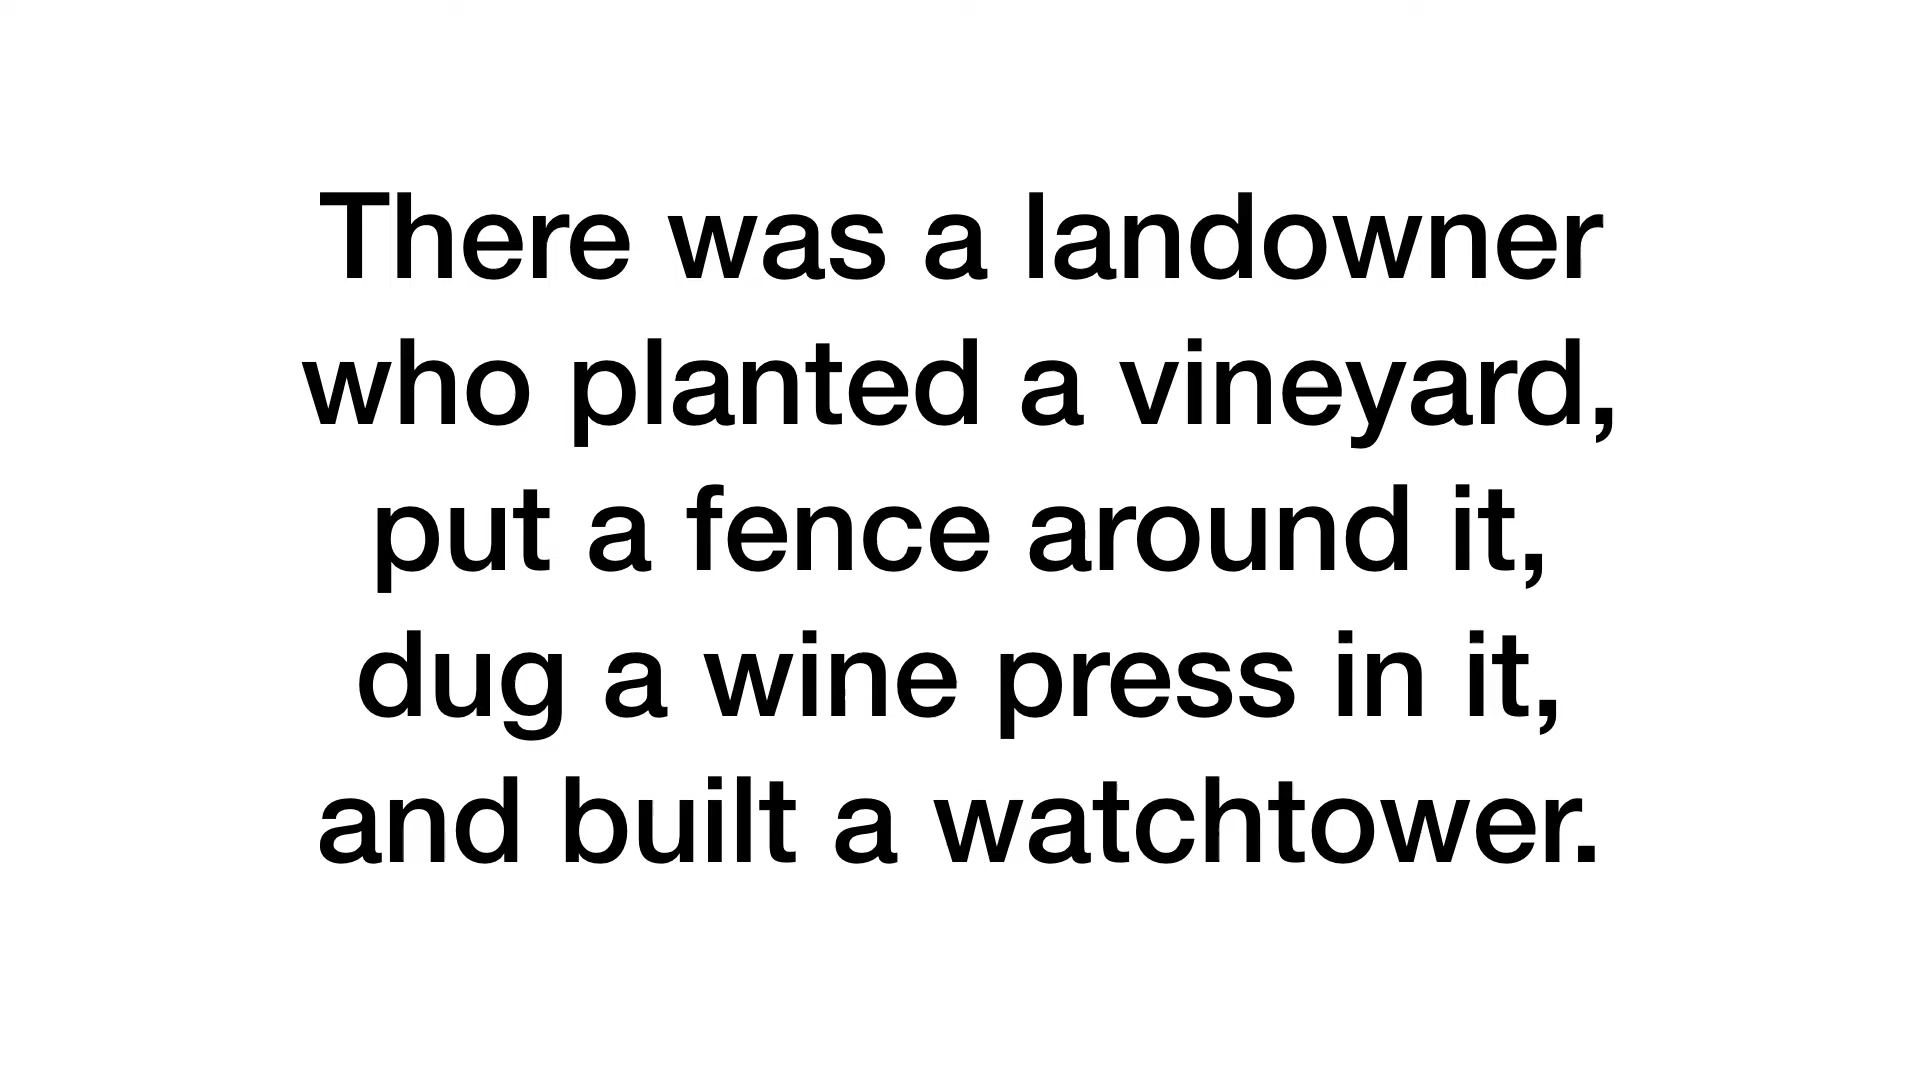 There was a landowner
who planted a vineyard,
put a fence around it,
dug a wine press in it,
and built a watchtower.